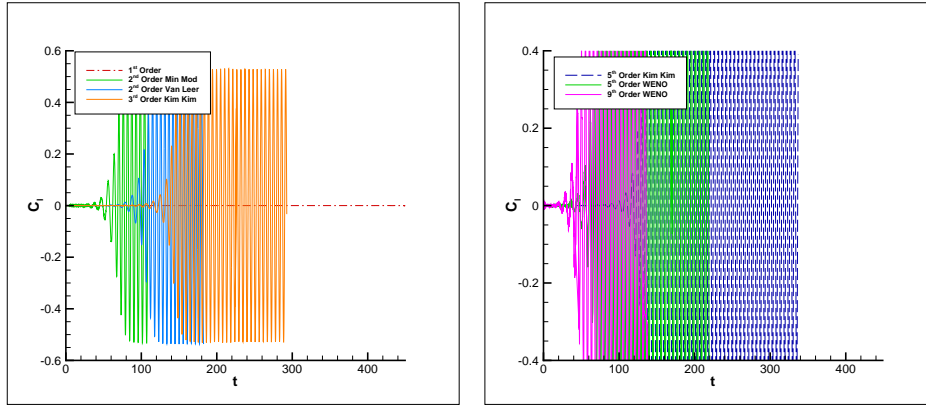 1st Order
2nd Order Min Mod
2nd Order Van Leer
3rd Order Kim Kim
0.6
0.4
0.2
0
-0.2
-0.4
-0.6
Cl
0 100 200 300 400
t
5th Order Kim Kim
5th Order WENO
9th Order WENO
0.4
0.2
0
-0.2
-0.4
Cl
0 100 200 300 400
t